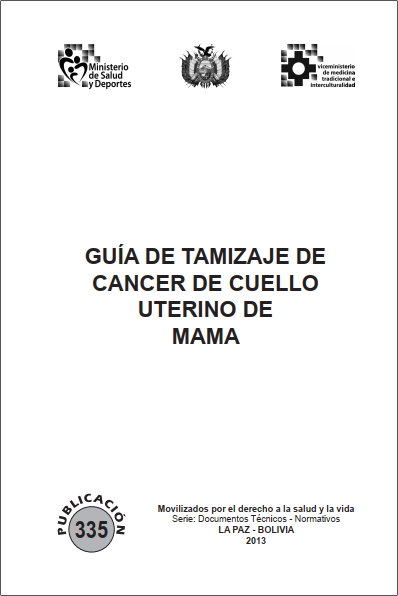 Ministerio
de Salud
y Deportes
viceministerio
de medicina
tradicional e
interculturalidad
GUÍA DE TAMIZAJE DE
CANCER DE CUELLO
UTERINO DE
MAMA
PUBLICACIÓN
335
Movilizados por el derecho a la salud y la vida
Serie: Documentos Técnicos - Normativos
LA PAZ - BOLIVIA
2013